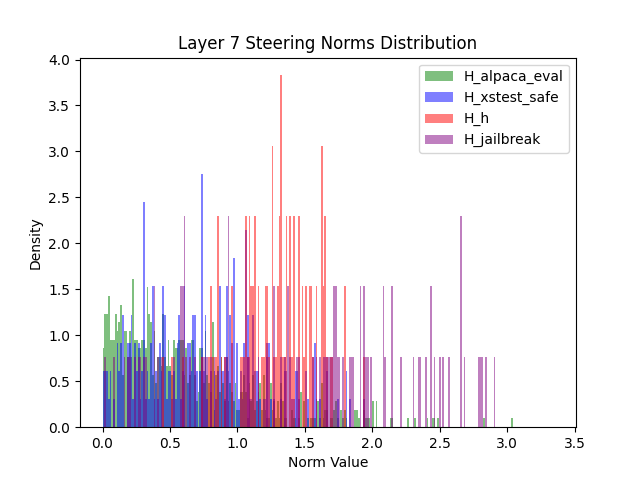 Layer 7 Steering Norms Distribution
4.0
3.5
3.0
2.5
2.0
1.5
1.0
0.5
0.0
Density
H_alpaca_eval
H_xstest_safe
H_h
H_jailbreak
0.0 0.5 1.0 1.5 2.0 2.5 3.0 3.5
Norm Value